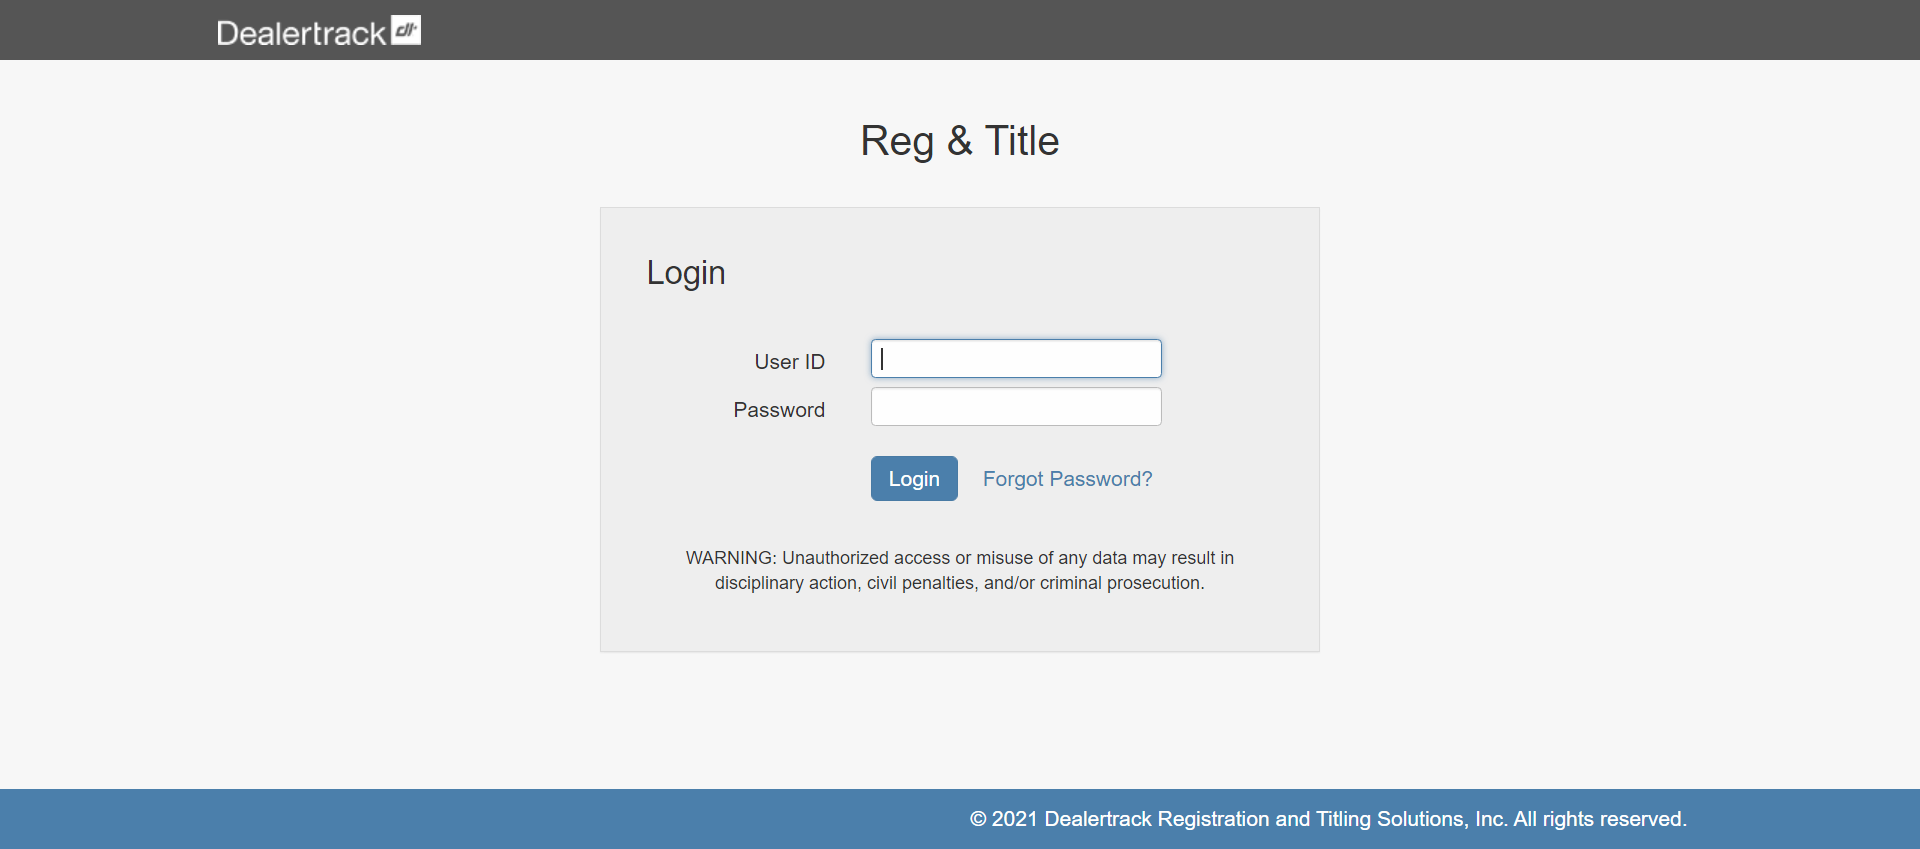 Dealertrack dt
Reg & Title
Login
User ID
Password
Login Forgot Password?
WARNING: Unauthorized access or misuse of any data may result in
disciplinary action, civil penalties, and/or criminal prosecution.
© 2021 Dealertrack Registration and Titling Solutions, Inc. All rights reserved.